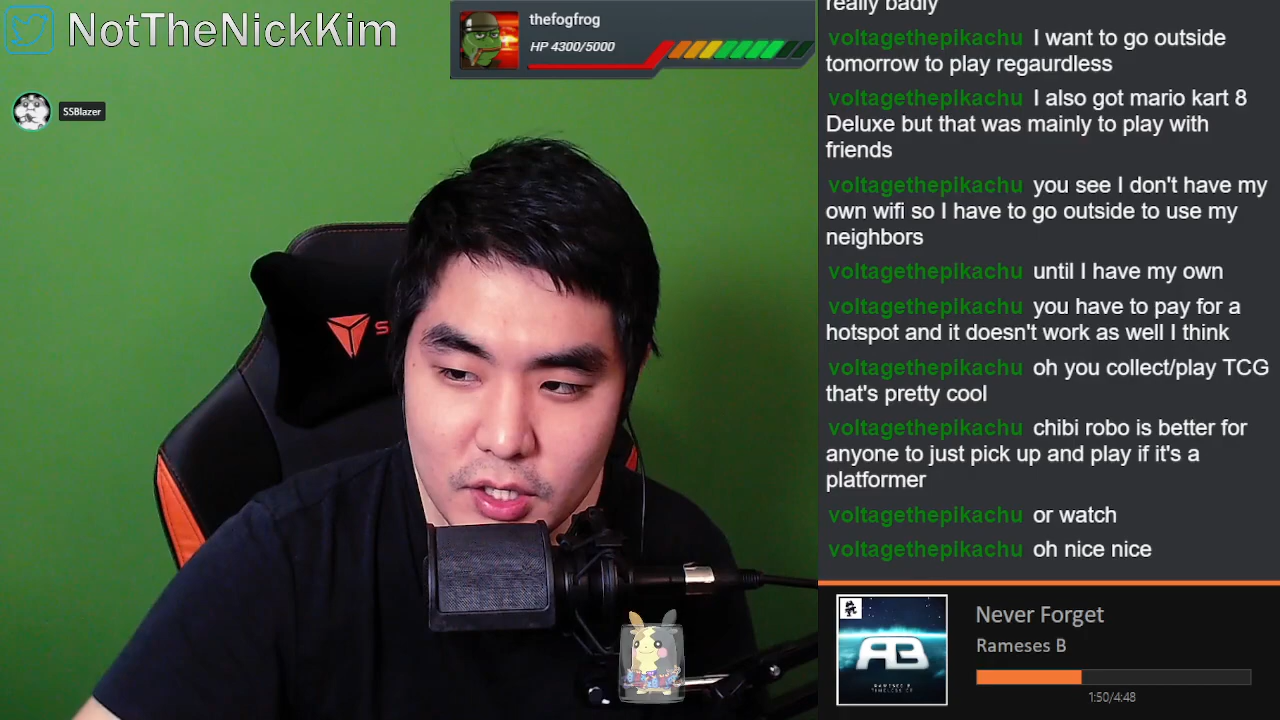 NotTheNickKim
thefogfrog
HP 4300/5000
SSBlazer
S
really badly
voltagethepikachu I want to go outside
tomorrow to play regaurdless
voltagethepikachu I also got mario kart 8
Deluxe but that was mainly to play with
friends
voltagethepikachu you see I don't have my
own wifi so I have to go outside to use my
neighbors
voltagethepikachu until I have my own
voltagethepikachu you have to pay for a
hotspot and it doesn't work as well I think
voltagethepikachu oh you collect/play TCG
that's pretty cool
voltagethepikachu chibi robo is better for
anyone to just pick up and play if it's a
platformer
voltagethepikachu or watch
voltagethepikachu oh nice nice
RB
RAMESES B
Never Forget
Rameses B
1:50/4:48